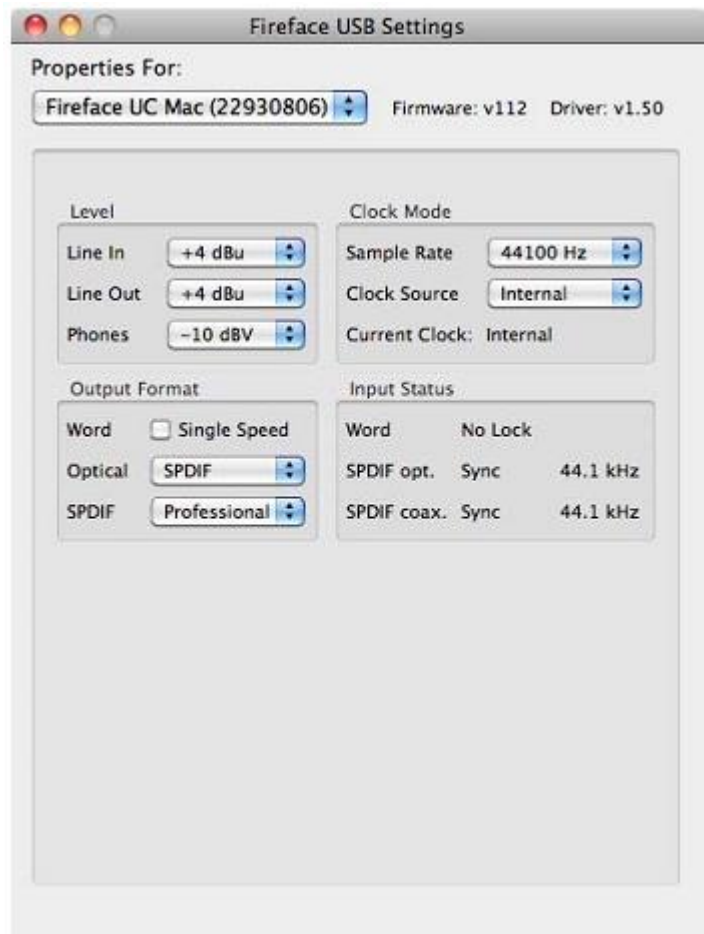 Fireface USB Settings
Properties For:
Fireface UC Mac (22930806) Firmware: v112 Driver: v1.50
Level
Line In +4 dBu
Line Out +4 dBu
Phones -10 dBV
Clock Mode
Sample Rate 44100 Hz
Clock Source Internal
Current Clock: Internal
Output Format
Word Single Speed
Optical SPDIF
SPDIF Professional
Input Status
Word No Lock
SPDIF opt. Sync 44.1 kHz
SPDIF coax. Sync 44.1 kHz